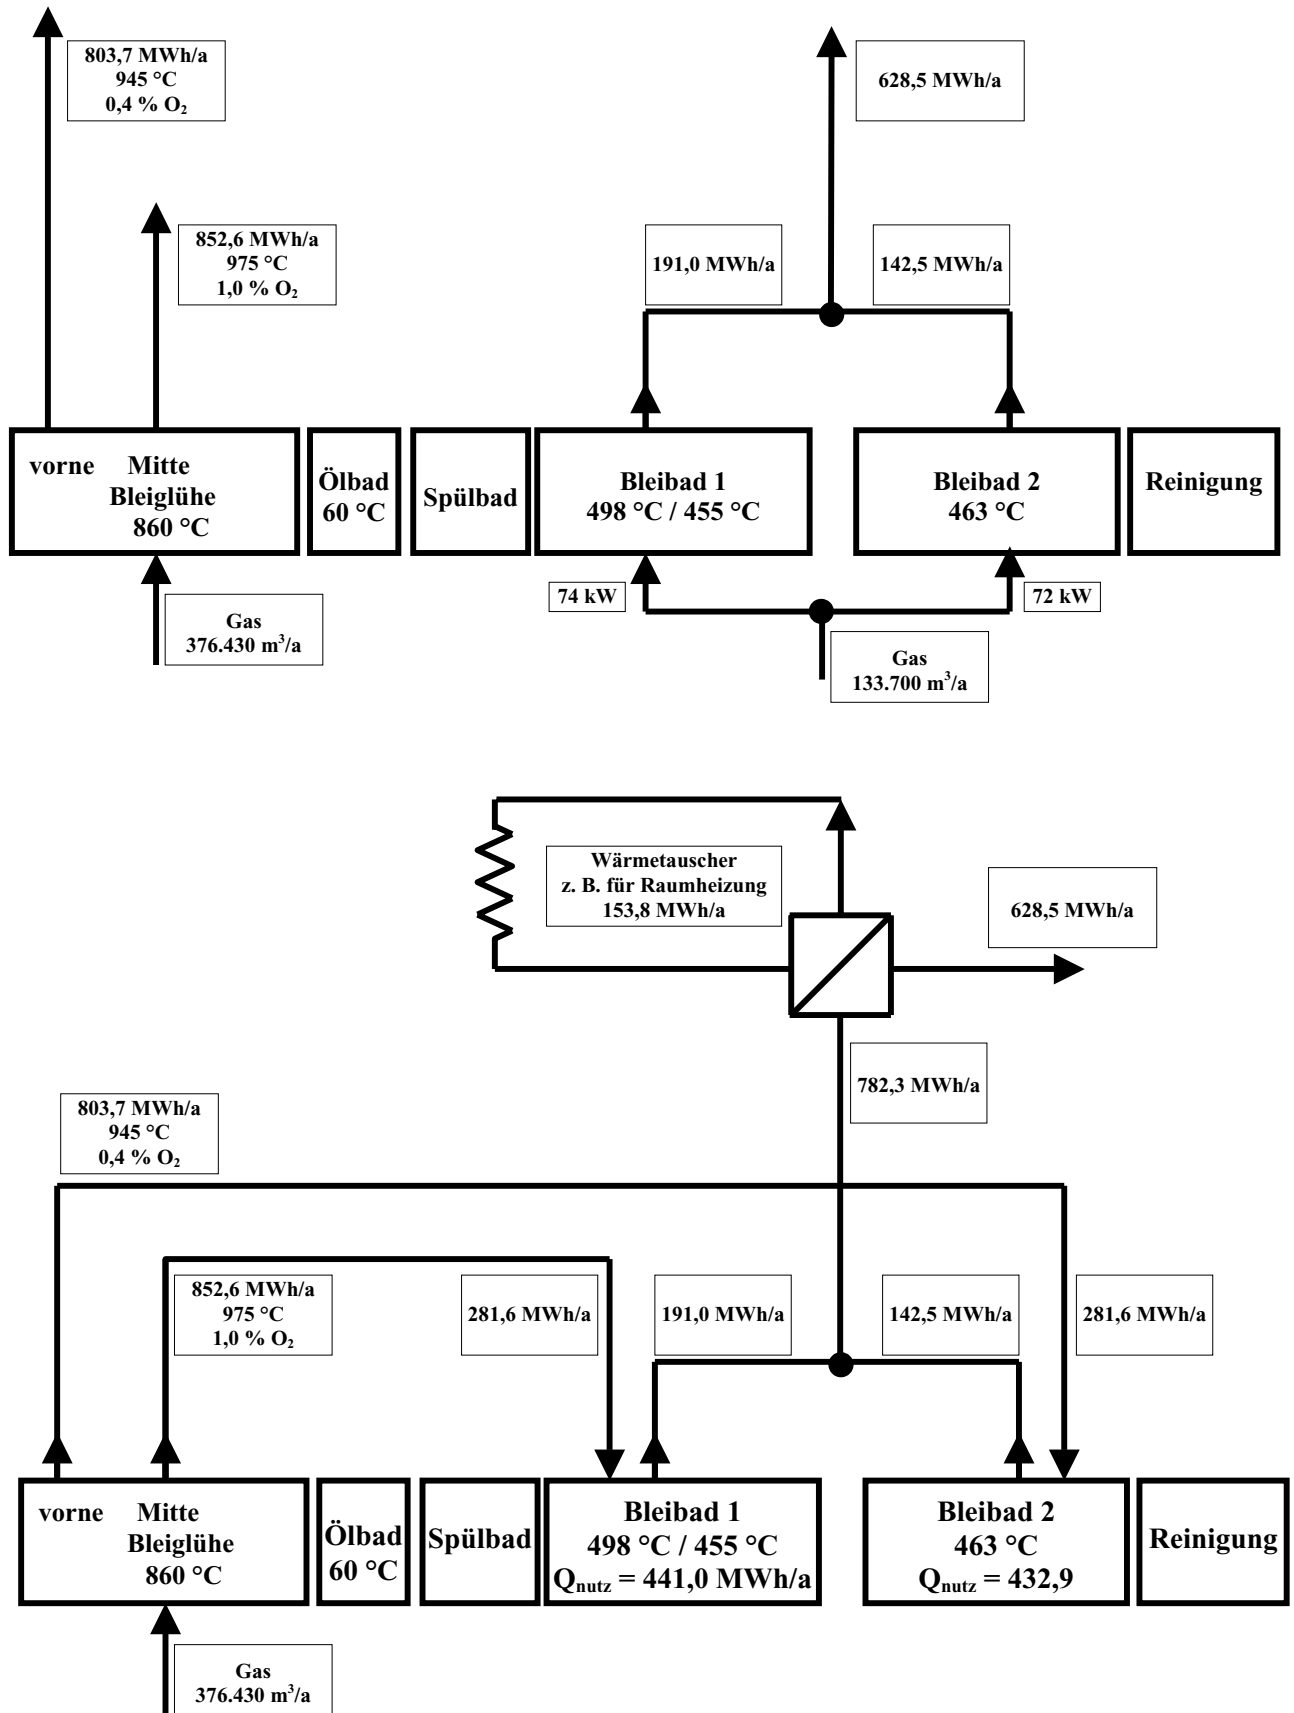 803,7 MWh/a
945 °C
0,4 % O₂
628,5 MWh/a
852,6 MWh/a
975 °C
1,0 % O₂
191,0 MWh/a
142,5 MWh/a
vorne Mitte
Bleiglühe
860 °C
Ölbad
60 °C
Spülbad
Bleibad 1
498 °C / 455 °C
Bleibad 2
463 °C
Reinigung
74 kW
72 kW
Gas
376.430 m³/a
Gas
133.700 m³/a
Wärmetauscher
z. B. für Raumheizung
153,8 MWh/a
628,5 MWh/a
782,3 MWh/a
803,7 MWh/a
945 °C
0,4 % O₂
852,6 MWh/a
975 °C
1,0 % O₂
281,6 MWh/a
191,0 MWh/a
142,5 MWh/a
281,6 MWh/a
vorne Mitte
Bleiglühe
860 °C
Ölbad
60 °C
Spülbad
Bleibad 1
498 °C / 455 °C
Qnutz = 441,0 MWh/a
Bleibad 2
463 °C
Qnutz = 432,9
Reinigung
Gas
376.430 m³/a